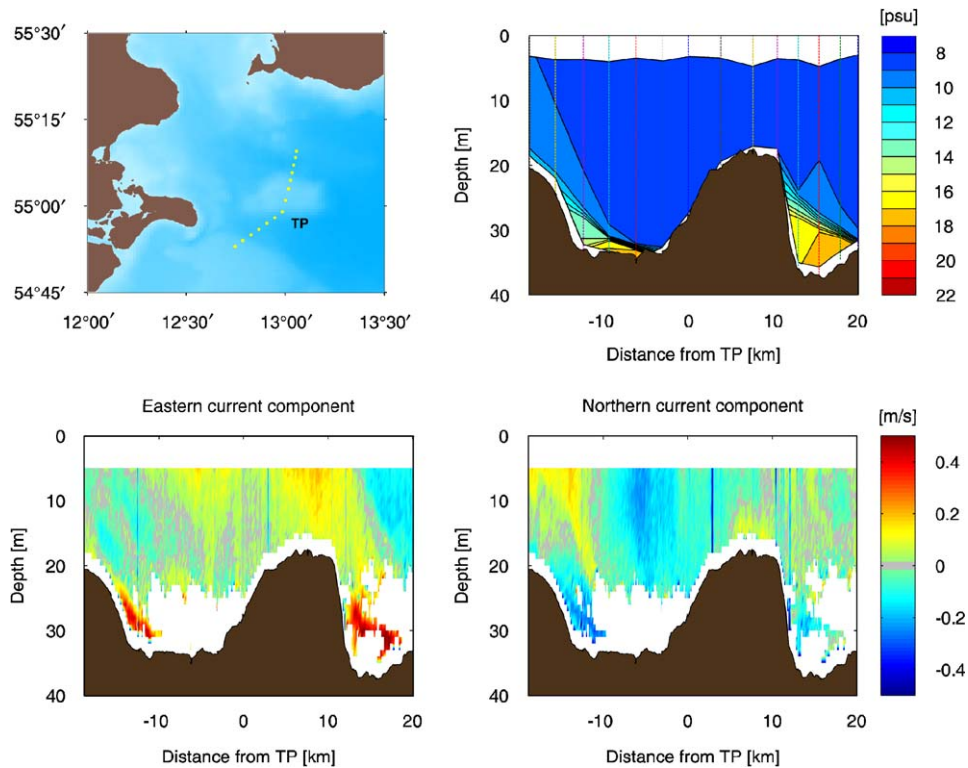 55°30′
55°15′
55°00′
54°45′
TP
12°00′ 12°30′ 13°00′ 13°30′
[psu]
0
10
20
30
40
Depth [m]
-10 0 10 20
Distance from TP [km]
8
10
12
14
16
18
20
22
Eastern current component
0
10
20
30
40
Depth [m]
-10 0 10 20
Distance from TP [km]
Northern current component
0
10
20
30
40
Depth [m]
-10 0 10 20
Distance from TP [km]
[m/s]
0.4
0.2
0
-0.2
-0.4